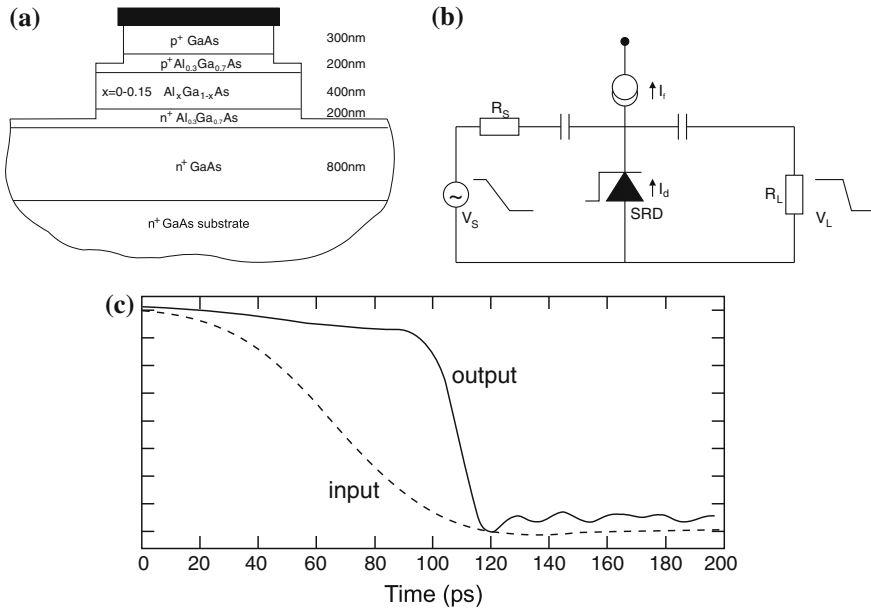 (a)
p⁺ GaAs 300nm
p⁺Al₀.₃Ga₀.₇As 200nm
x=0-0.15 AlₓGa₁₋ₓAs 400nm
n⁺ Al₀.₃Ga₀.₇As 200nm
n⁺ GaAs 800nm
n⁺ GaAs substrate
(b)
I_f
R_S
~
V_S
I_d
SRD
R_L
V_L
(c)
output
input
0 20 40 60 80 100 120 140 160 180 200
Time (ps)